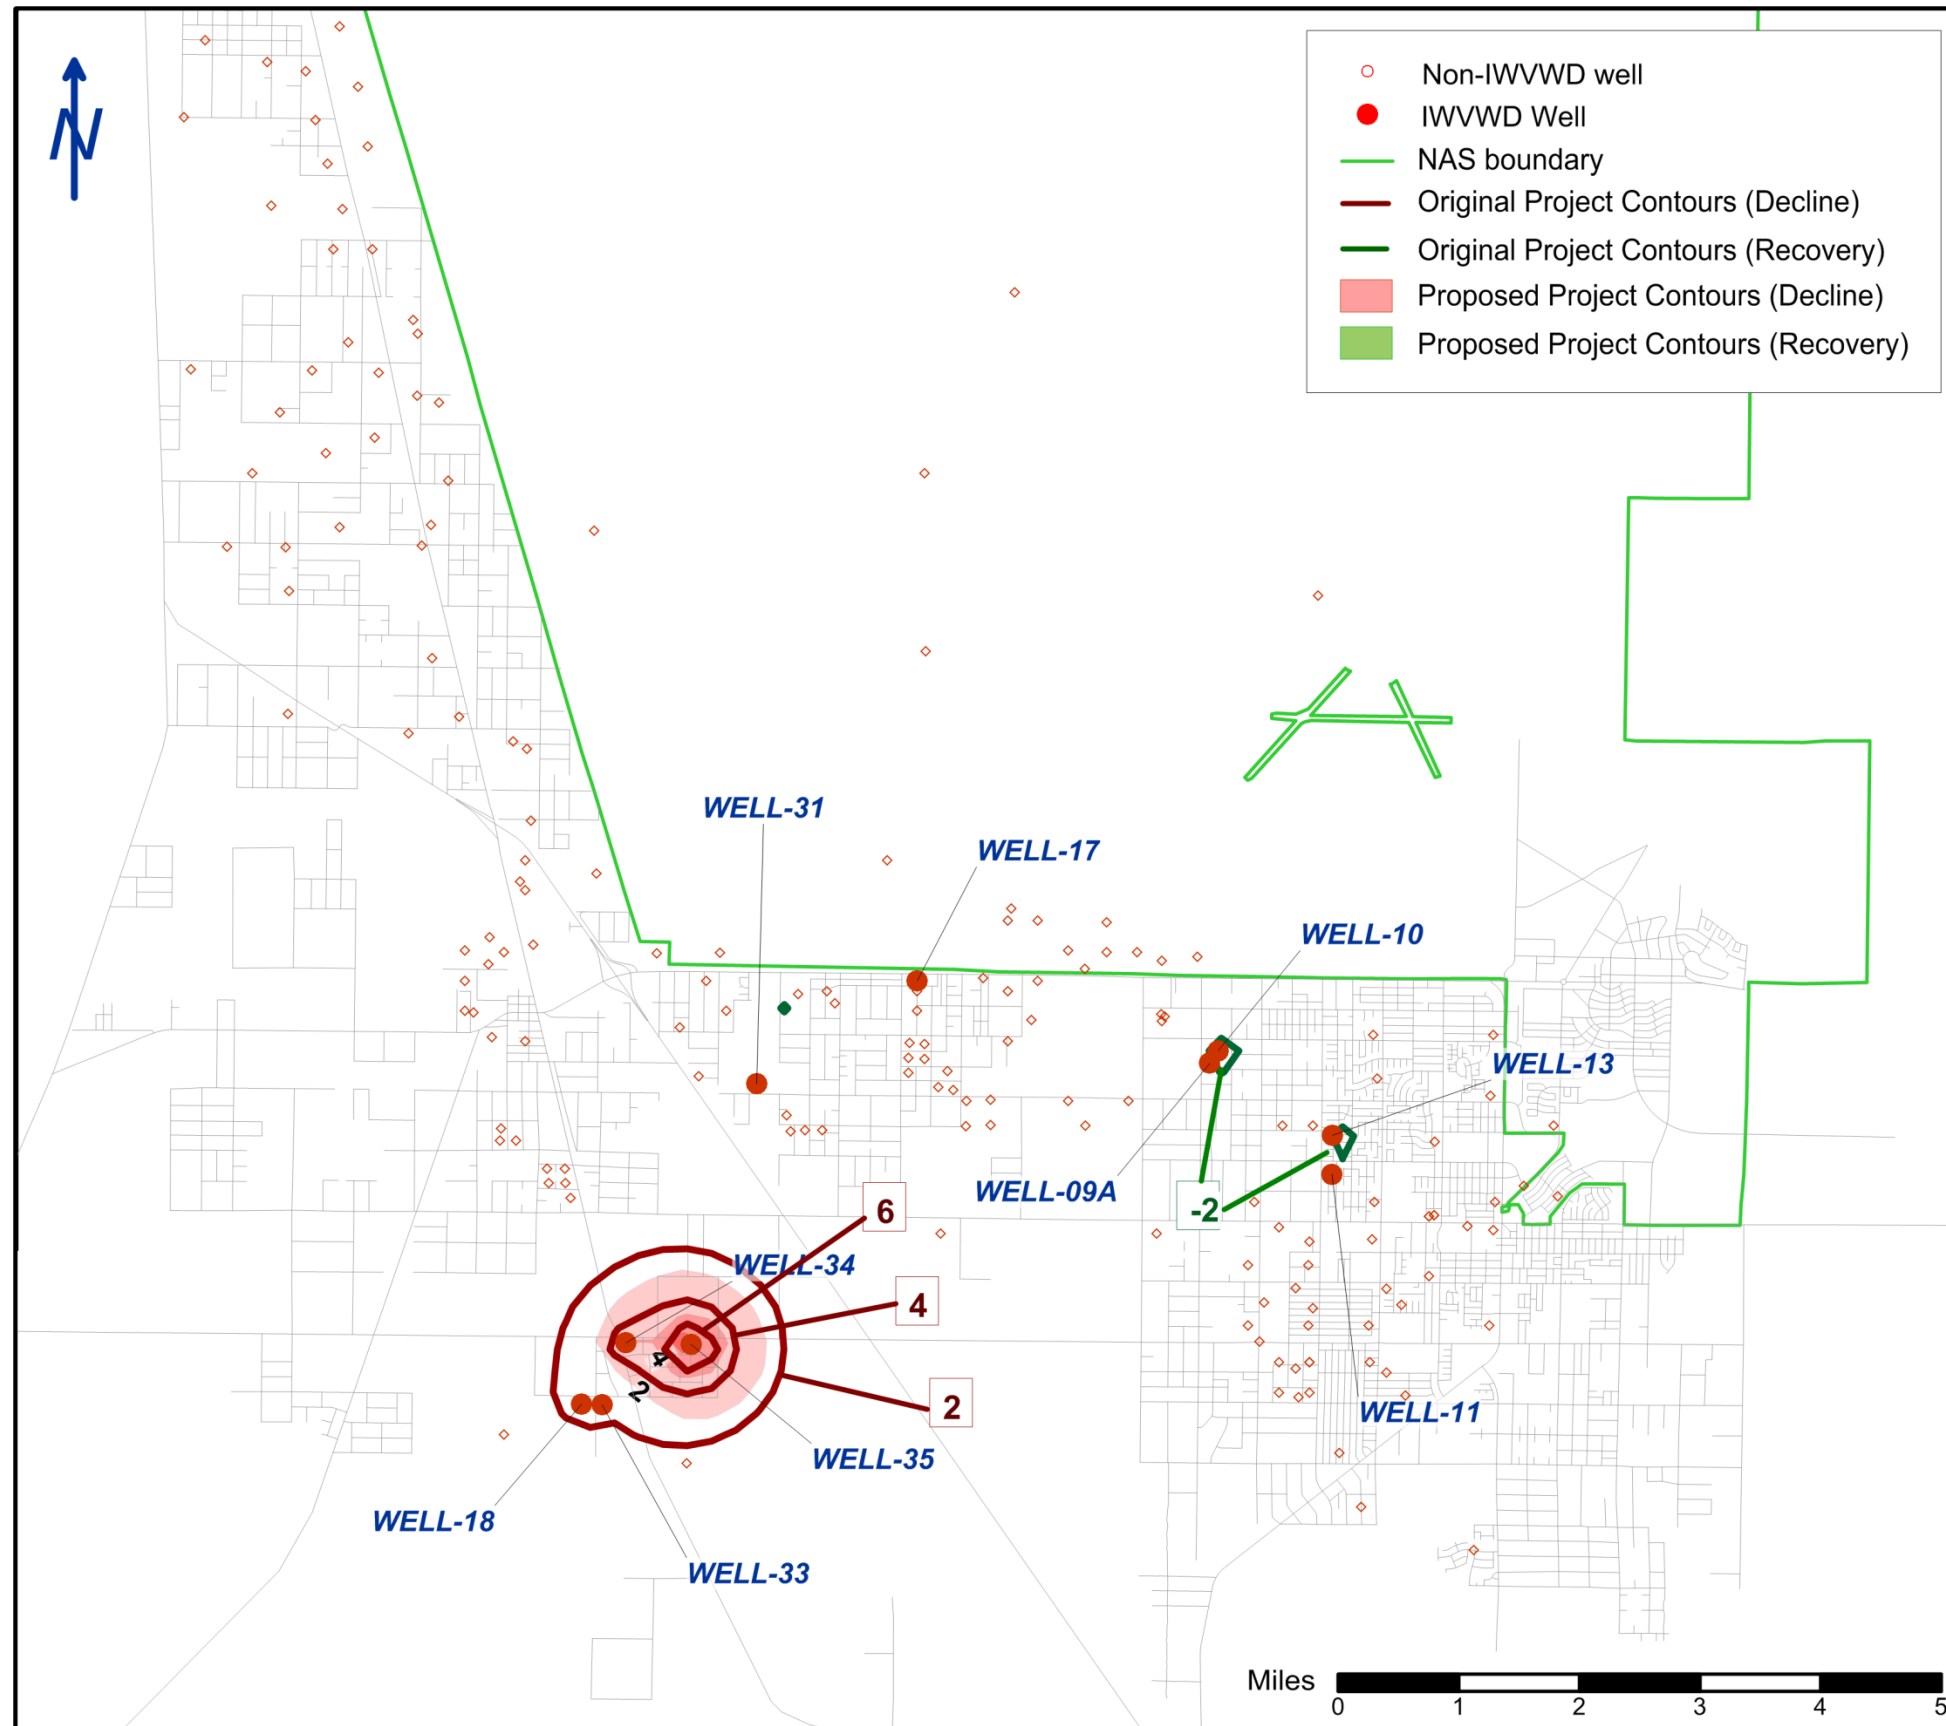 N
Non-IWVWD well
IWVWD Well
NAS boundary
Original Project Contours (Decline)
Original Project Contours (Recovery)
Proposed Project Contours (Decline)
Proposed Project Contours (Recovery)
WELL-31
WELL-17
WELL-10
WELL-13
WELL-09A
-2
6
WELL-34
4
4
2
2
WELL-11
WELL-35
WELL-18
WELL-33
Miles
0 1 2 3 4 5